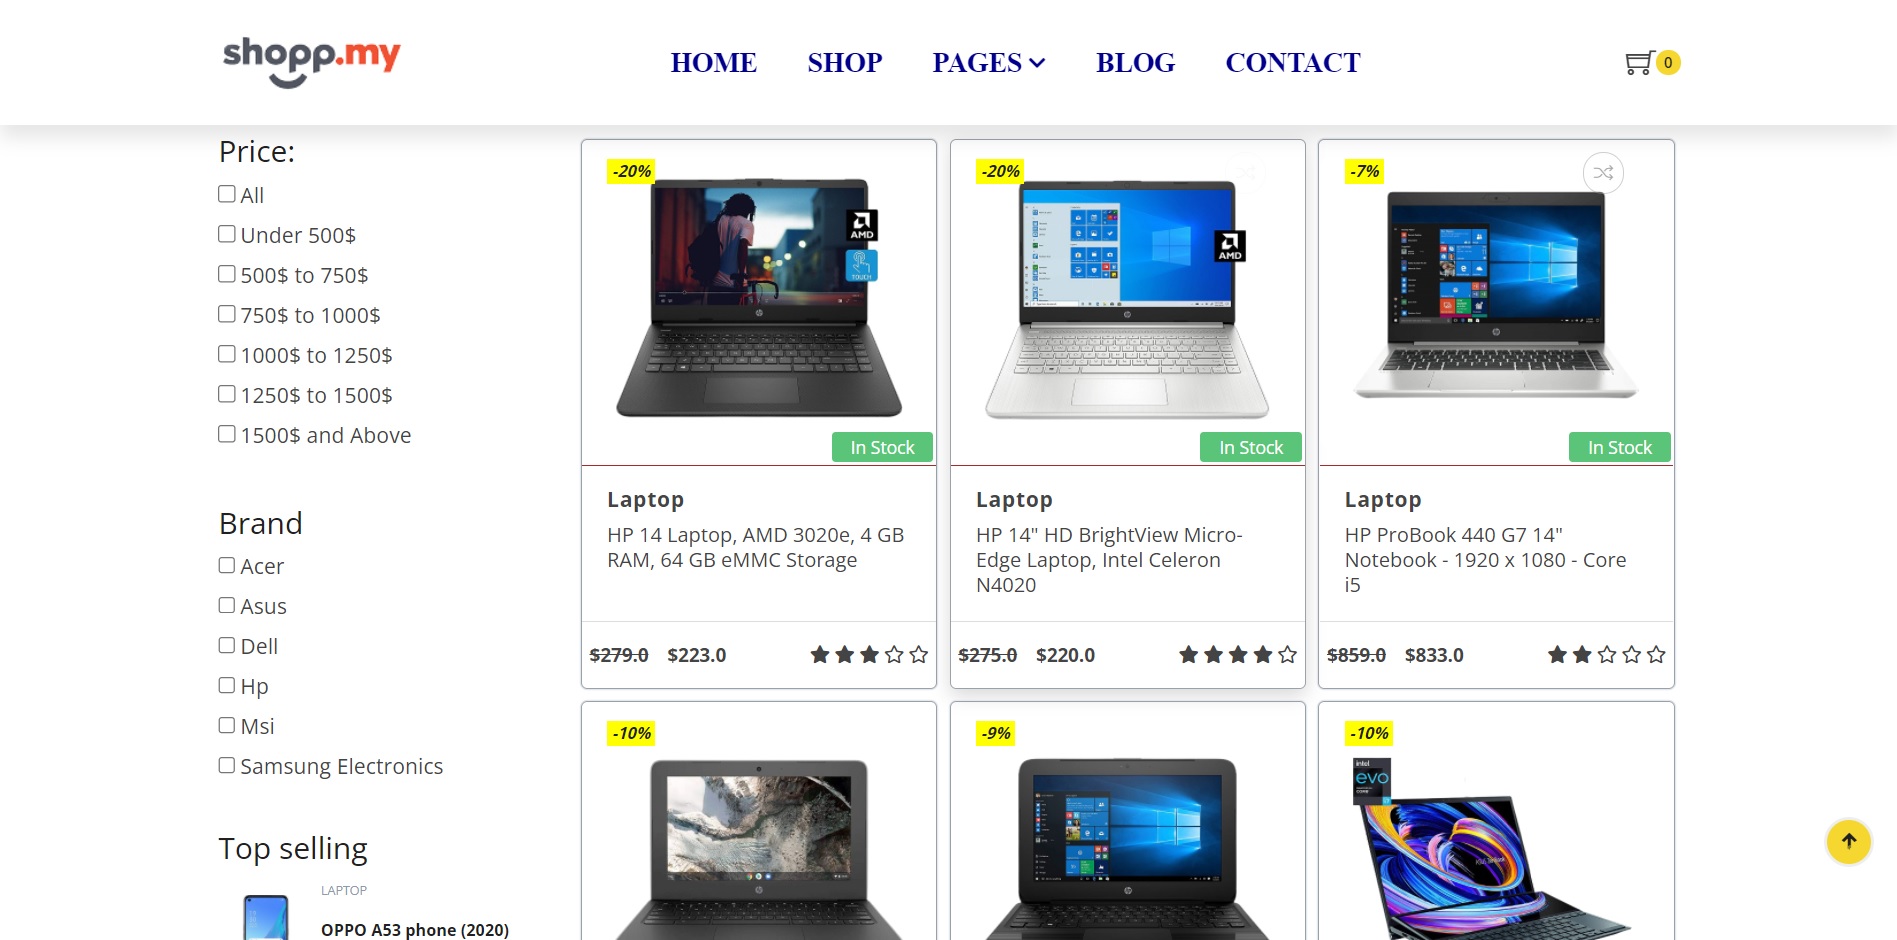 shopp.my
HOME
SHOP
PAGES
BLOG
CONTACT
0
Price:
All
Under 500$
500$ to 750$
750$ to 1000$
1000$ to 1250$
1250$ to 1500$
1500$ and Above
Brand
Acer
Asus
Dell
Hp
Msi
Samsung Electronics
Top selling
LAPTOP
OPPO A53 phone (2020)
-20%
AMD
TOUCH
In Stock
Laptop
HP 14 Laptop, AMD 3020e, 4 GB
RAM, 64 GB eMMC Storage
$279.0 $223.0
-20%
AMD
In Stock
Laptop
HP 14" HD BrightView Micro-
Edge Laptop, Intel Celeron
N4020
$275.0 $220.0
-7%
In Stock
Laptop
HP ProBook 440 G7 14"
Notebook - 1920 x 1080 - Core
i5
$859.0 $833.0
-10%
-9%
-10%
intel
evo